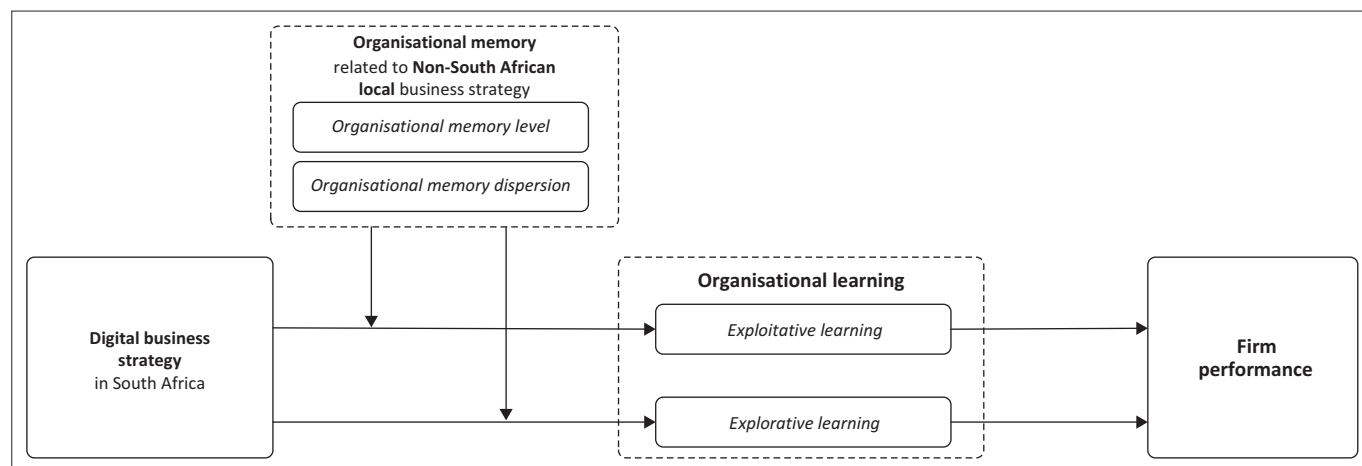 Organisational memory
related to Non-South African
local business strategy
Organisational memory level
Organisational memory dispersion
Digital business
strategy
in South Africa
Organisational learning
Exploitative learning
Explorative learning
Firm
performance